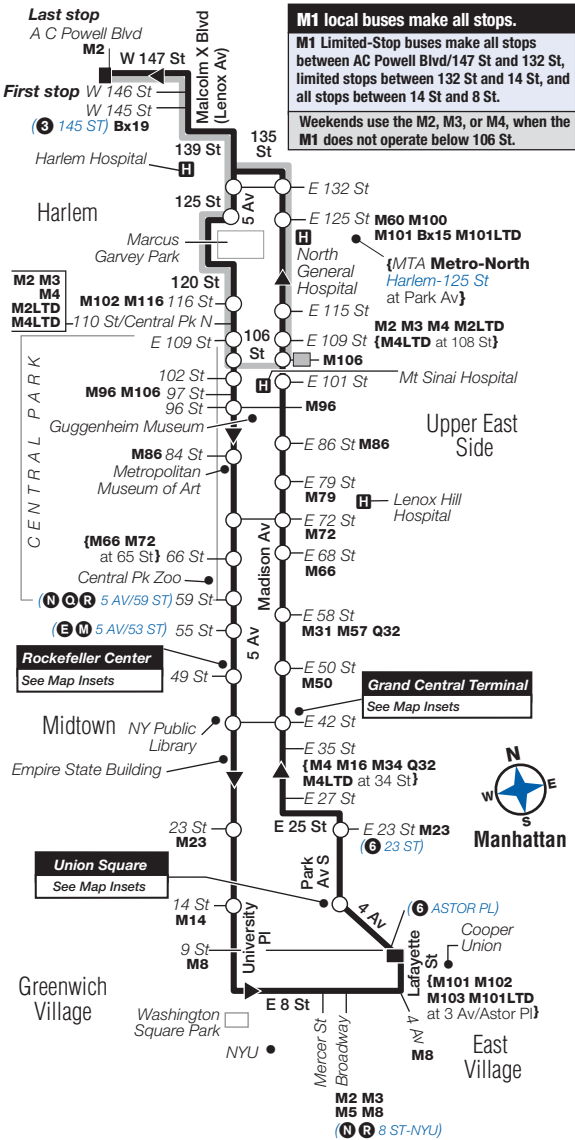 Last stop
A C Powell Blvd
M2
W 147 St
First stop W 146 St
W 145 St
(3 145 ST) Bx19
Malcolm X Blvd
(Lenox Av)
M1 local buses make all stops.
M1 Limited-Stop buses make all stops
between AC Powell Blvd/147 St and 132 St,
limited stops between 132 St and 14 St, and
all stops between 14 St and 8 St.
Weekends use the M2, M3, or M4, when the
M1 does not operate below 106 St.
139 St
135
St
Harlem Hospital H
E 132 St
125 St
5 Av
Harlem
E 125 St M60 M100
M101 Bx15 M101LTD
Marcus
Garvey Park
H
North
General
Hospital
{MTA Metro-North
Harlem-125 St
at Park Av}
120 St
M2 M3
M4
M2LTD
M4LTD
M102 M116 116 St
110 St/Central Pk N
E 115 St
E 109 St
106
St
M2 M3 M4 M2LTD
E 109 St {M4LTD at 108 St}
M106
102 St
M96 M106 97 St
96 St
H
E 101 St
Mt Sinai Hospital
M96
CENTRAL PARK
Guggenheim Museum
Upper East
Side
M86 84 St
E 86 St M86
Metropolitan
Museum of Art
E 79 St
M79
H Lenox Hill
Hospital
E 72 St
M72
{M66 M72
at 65 St} 66 St
E 68 St
M66
Madison Av
Central Pk Zoo
(N Q R 5 AV/59 ST) 59 St
E 58 St
M31 M57 Q32
(E M 5 AV/53 ST) 55 St
5 Av
Rockefeller Center
See Map Insets
49 St
E 50 St
M50
Grand Central Terminal
See Map Insets
Midtown
NY Public
Library
E 42 St
Empire State Building
E 35 St
{M4 M16 M34 Q32
M4LTD at 34 St}
E 27 St
N
W E
S
Manhattan
23 St
M23
E 25 St
E 23 St M23
(6 23 ST)
Union Square
See Map Insets
Park
Av S
14 St
M14
4 Av
(6 ASTOR PL)
University
Pl
9 St
M8
Lafayette
St
Cooper
Union
{M101 M102
M103 M101LTD
at 3 Av/Astor Pl}
Greenwich
Village
E 8 St
Washington
Square Park
NYU
Mercer St
Broadway
4 Av
M8
East
Village
M2 M3
M5 M8
(N R 8 ST-NYU)